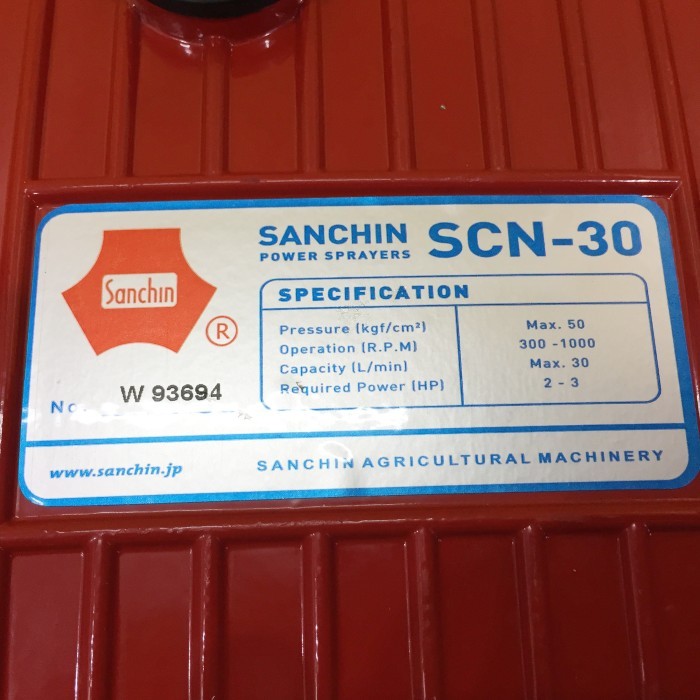 Sanchin
®
SANCHIN
POWER SPRAYERS
SCN-30
SPECIFICATION
Pressure (kgf/cm²) Max. 50
Operation (R.P.M) 300 -1000
Capacity (L/min) Max. 30
Required Power (HP) 2 - 3
No. W 93694
www.sanchin.jp SANCHIN AGRICULTURAL MACHINERY